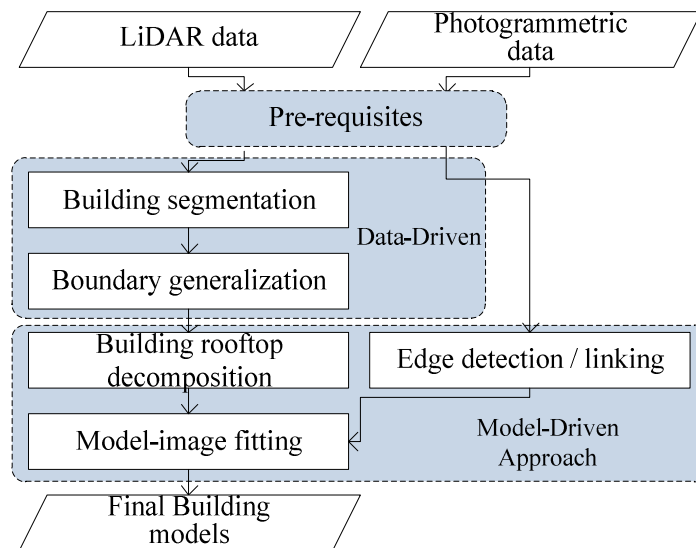 LiDAR data
Photogrammetric
data
Pre-requisites
Building segmentation
Data-Driven
Boundary generalization
Building rooftop
decomposition
Edge detection / linking
Model-image fitting
Model-Driven
Approach
Final Building
models